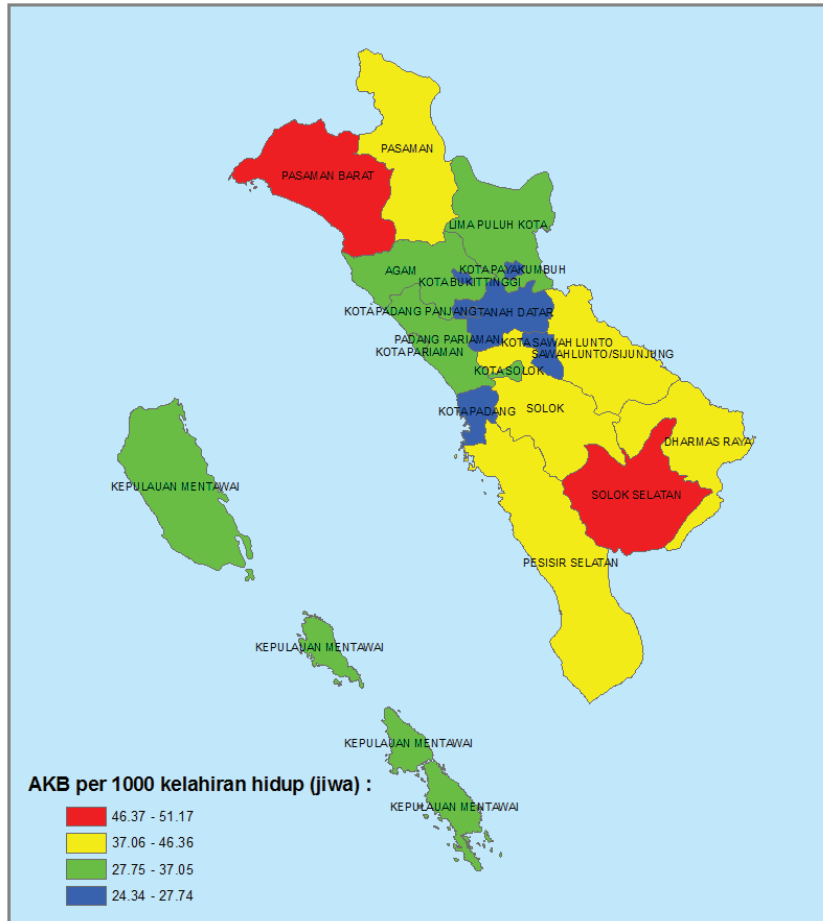 PASAMAN
PASAMAN BARAT
LIMA PULUH KOTA
AGAM
KOTA PAYAKUMBUH
KOTA BUKITTINGGI
KOTA PADANG PANJANG
TANAH DATAR
PADANG PARIAMAN
KOTA SAWAH LUNTO
KOTA PARIAMAN
SAWAHLUNTO/SIJUNJUNG
KOTA SOLOK
KOTA PADANG
SOLOK
DHARMAS RAYA
KEPULAUAN MENTAWAI
SOLOK SELATAN
PESISIR SELATAN
KEPULAUAN MENTAWAI
KEPULAUAN MENTAWAI
KEPULAUAN MENTAWAI
AKB per 1000 kelahiran hidup (jiwa) :
46.37 - 51.17
37.06 - 46.36
27.75 - 37.05
24.34 - 27.74